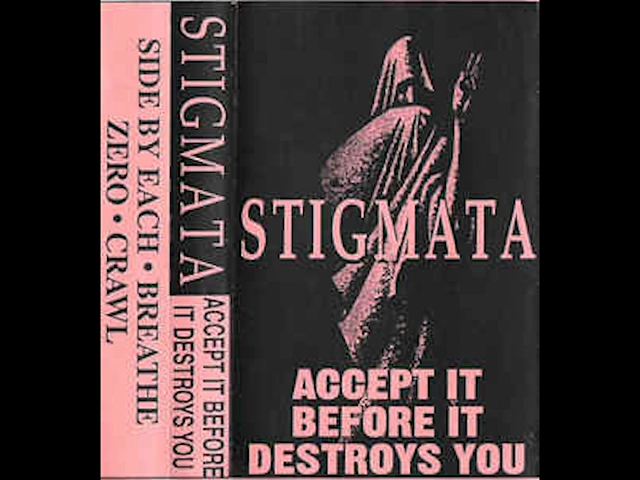 SIDE BY EACH • BREATHE
ZERO • CRAWL
STIGMATA
ACCEPT IT BEFORE
IT DESTROYS YOU
STIGMATA
ACCEPT IT
BEFORE IT
DESTROYS YOU